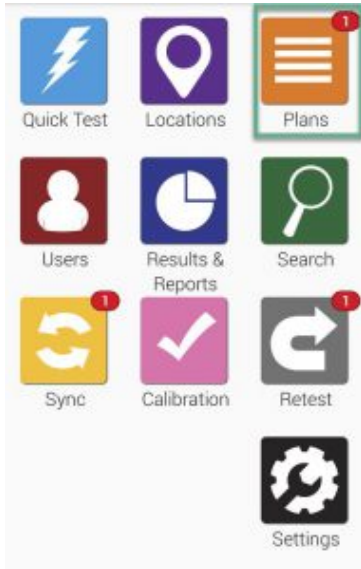 1
Quick Test
Locations
Plans
Users
Results &
Reports
Search
1
1
Sync
Calibration
Retest
Settings